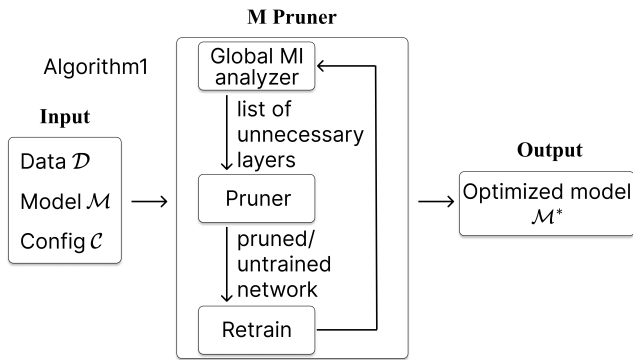 M Pruner
Algorithm1
Input
Data 𝒟
Model ℳ
Config 𝒞
Global MI
analyzer
list of
unnecessary
layers
Pruner
pruned/
untrained
network
Retrain
Output
Optimized model
ℳ*